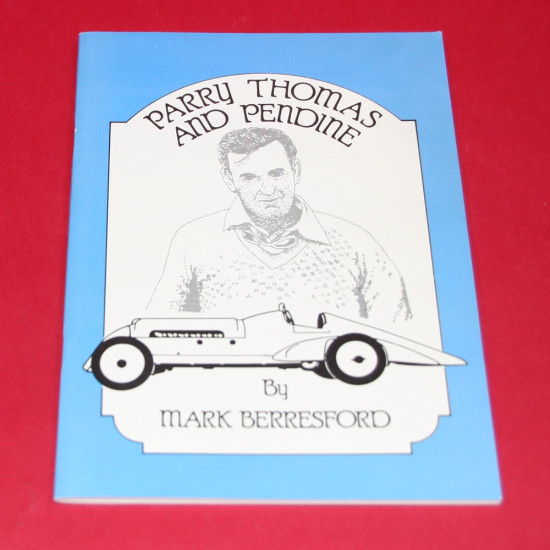 PARRY THOMAS
AND PENDINE
By
MARK BERRESFORD